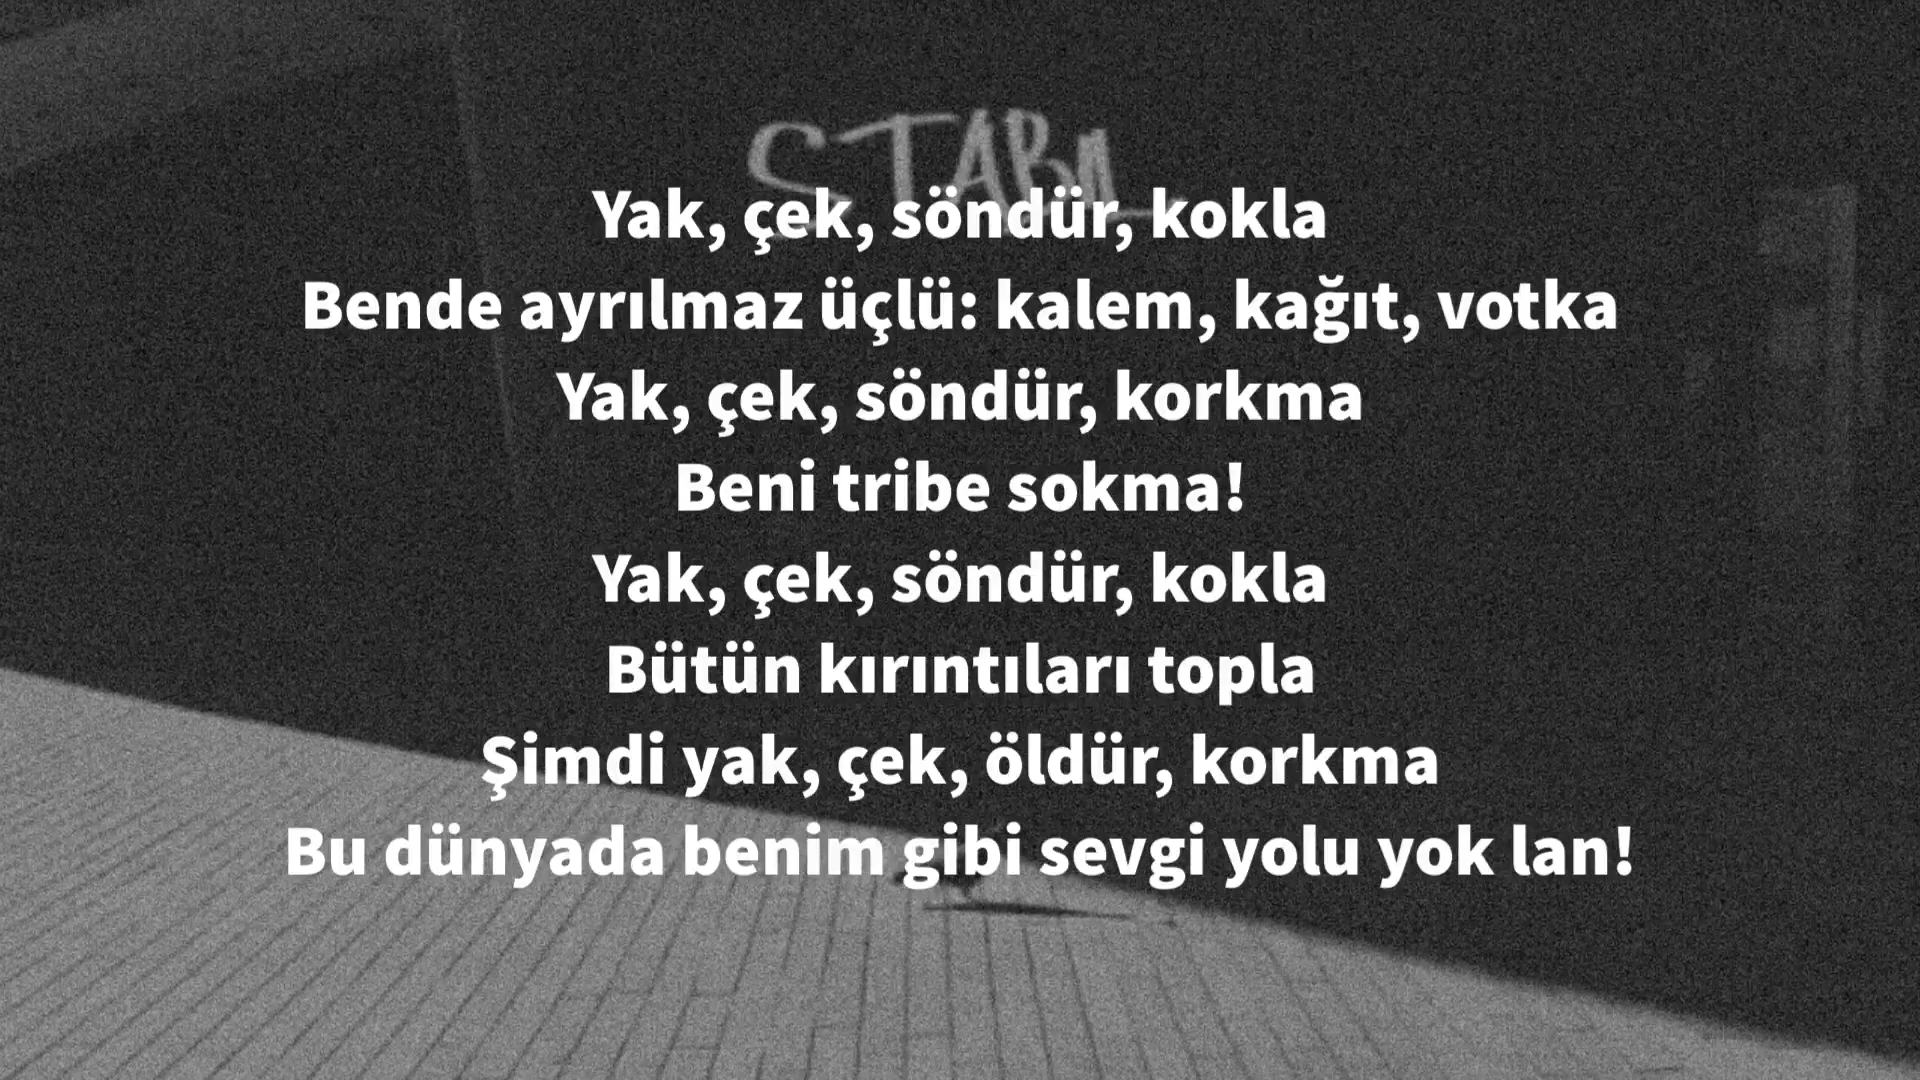 STABIL
Yak, çek, söndür, kokla
Bende ayrılmaz üçlü: kalem, kağıt, votka
Yak, çek, söndür, korkma
Beni tribe sokma!
Yak, çek, söndür, kokla
Bütün kırıntıları topla
Şimdi yak, çek, öldür, korkma
Bu dünyada benim gibi sevgi yolu yok lan!